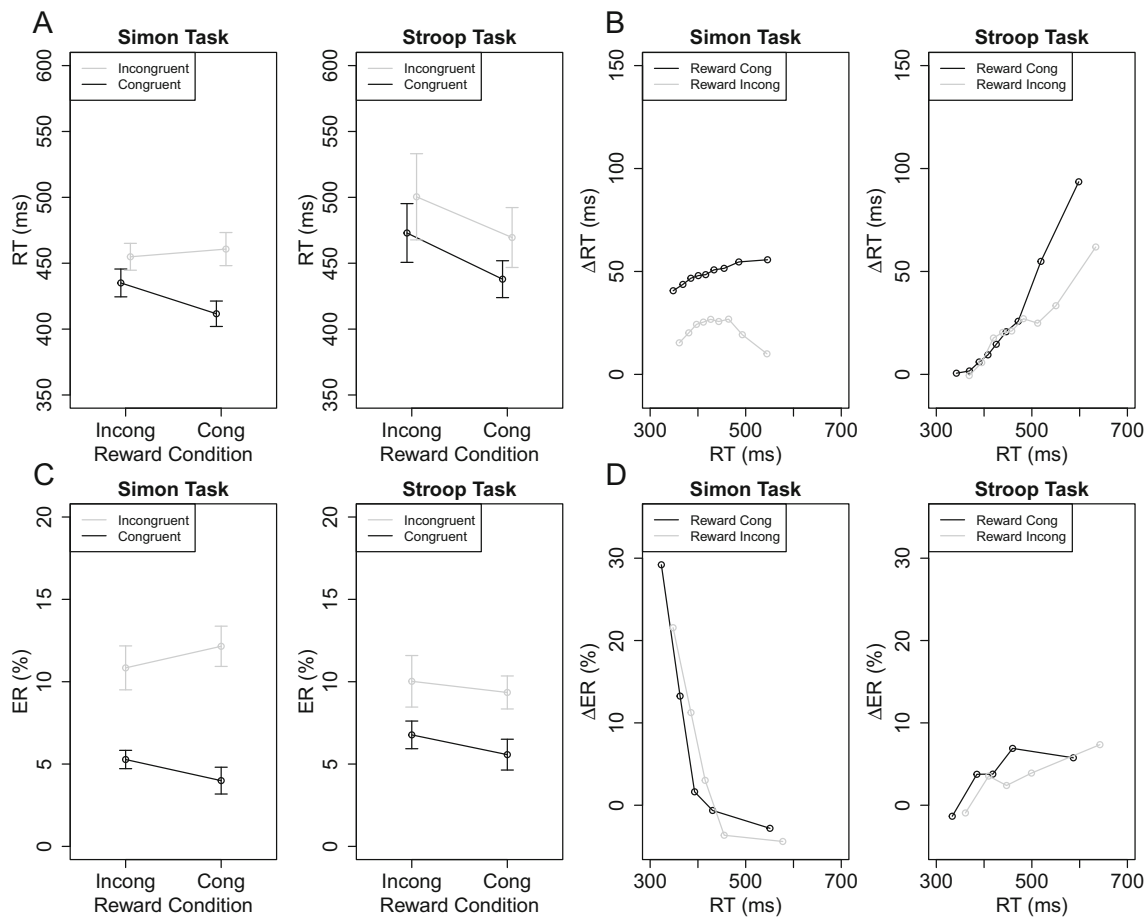 A
Simon Task
Incongruent
Congruent
RT (ms)
600
550
500
450
400
350
Incong
Cong
Reward Condition
Stroop Task
Incongruent
Congruent
RT (ms)
600
550
500
450
400
350
Incong
Cong
Reward Condition
B
Simon Task
Reward Cong
Reward Incong
ΔRT (ms)
150
100
50
0
300
500
700
RT (ms)
Stroop Task
Reward Cong
Reward Incong
ΔRT (ms)
150
100
50
0
300
500
700
RT (ms)
C
Simon Task
Incongruent
Congruent
ER (%)
20
15
10
5
0
Incong
Cong
Reward Condition
Stroop Task
Incongruent
Congruent
ER (%)
20
15
10
5
0
Incong
Cong
Reward Condition
D
Simon Task
Reward Cong
Reward Incong
ΔER (%)
30
20
10
0
300
500
700
RT (ms)
Stroop Task
Reward Cong
Reward Incong
ΔER (%)
30
20
10
0
300
500
700
RT (ms)